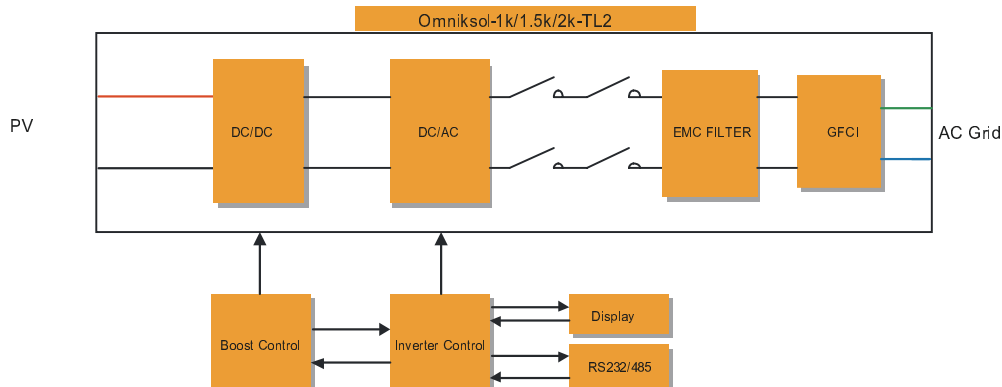 Omniksol-1k/1.5k/2k-TL2
PV
DC/DC
DC/AC
EMC FILTER
GFCI
AC Grid
Boost Control
Inverter Control
Display
RS232/485